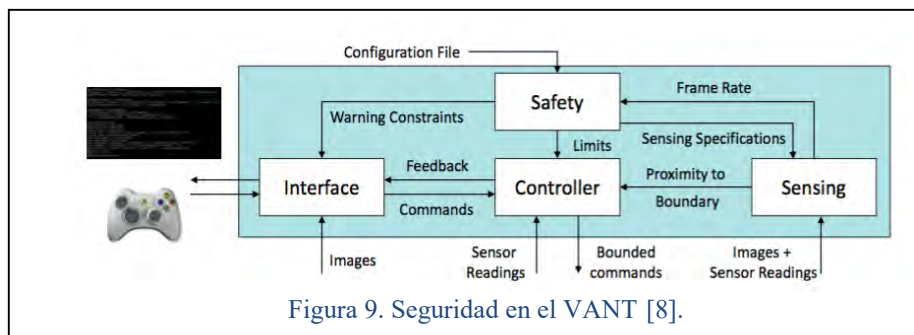 Configuration File
Safety
Frame Rate
Warning Constraints
Sensing Specifications
Limits
Feedback
Proximity to
Boundary
Interface
Controller
Sensing
Commands
Images
Sensor
Readings
Bounded
commands
Images +
Sensor Readings
Figura 9. Seguridad en el VANT [8].